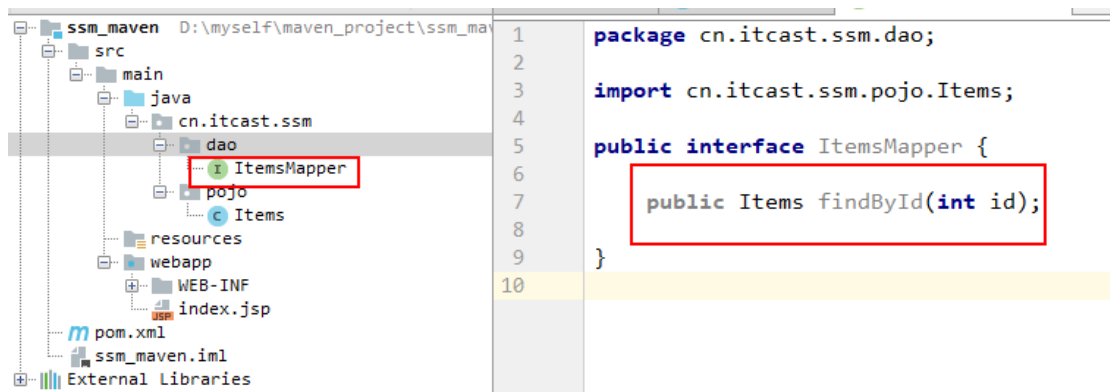 ssm_maven D:\myself\maven_project\ssm_ma
src
main
java
cn.itcast.ssm
dao
ItemsMapper
pojo
Items
resources
webapp
WEB-INF
index.jsp
pom.xml
ssm_maven.iml
External Libraries
1 package cn.itcast.ssm.dao;
2
3 import cn.itcast.ssm.pojo.Items;
4
5 public interface ItemsMapper {
6
7 public Items findById(int id);
8
9 }
10